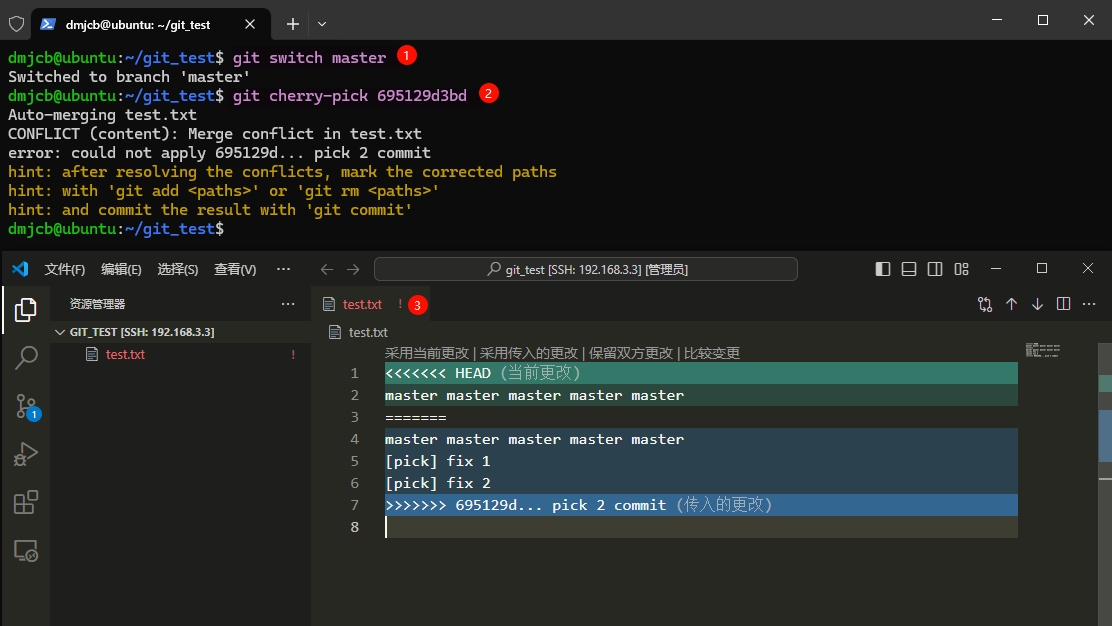 dmjcb@ubuntu: ~/git_test
dmjcb@ubuntu:~/git_test$ git switch master 1
Switched to branch 'master'
dmjcb@ubuntu:~/git_test$ git cherry-pick 695129d3bd 2
Auto-merging test.txt
CONFLICT (content): Merge conflict in test.txt
error: could not apply 695129d... pick 2 commit
hint: after resolving the conflicts, mark the corrected paths
hint: with 'git add <paths>' or 'git rm <paths>'
hint: and commit the result with 'git commit'
dmjcb@ubuntu:~/git_test$
文件(F) 编辑(E) 选择(S) 查看(V) ··· git_test [SSH: 192.168.3.3] [管理员]
资源管理器 ··· test.txt ! 3
GIT_TEST [SSH: 192.168.3.3] test.txt
test.txt !
采用当前更改 | 采用传入的更改 | 保留双方更改 | 比较变更
1 <<<<<<< HEAD (当前更改)
2 master master master master master
3 =======
4 master master master master master
5 [pick] fix 1
6 [pick] fix 2
7 >>>>>>> 695129d... pick 2 commit (传入的更改)
8
1